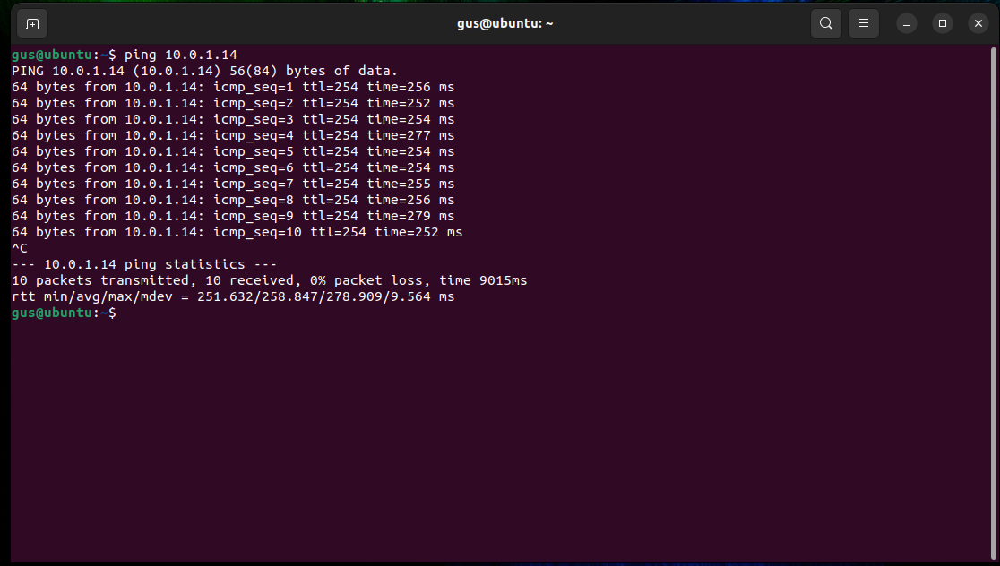 gus@ubuntu: ~
gus@ubuntu:~$ ping 10.0.1.14
PING 10.0.1.14 (10.0.1.14) 56(84) bytes of data.
64 bytes from 10.0.1.14: icmp_seq=1 ttl=254 time=256 ms
64 bytes from 10.0.1.14: icmp_seq=2 ttl=254 time=252 ms
64 bytes from 10.0.1.14: icmp_seq=3 ttl=254 time=254 ms
64 bytes from 10.0.1.14: icmp_seq=4 ttl=254 time=277 ms
64 bytes from 10.0.1.14: icmp_seq=5 ttl=254 time=254 ms
64 bytes from 10.0.1.14: icmp_seq=6 ttl=254 time=254 ms
64 bytes from 10.0.1.14: icmp_seq=7 ttl=254 time=255 ms
64 bytes from 10.0.1.14: icmp_seq=8 ttl=254 time=256 ms
64 bytes from 10.0.1.14: icmp_seq=9 ttl=254 time=279 ms
64 bytes from 10.0.1.14: icmp_seq=10 ttl=254 time=252 ms
^C
--- 10.0.1.14 ping statistics ---
10 packets transmitted, 10 received, 0% packet loss, time 9015ms
rtt min/avg/max/mdev = 251.632/258.847/278.909/9.564 ms
gus@ubuntu:~$